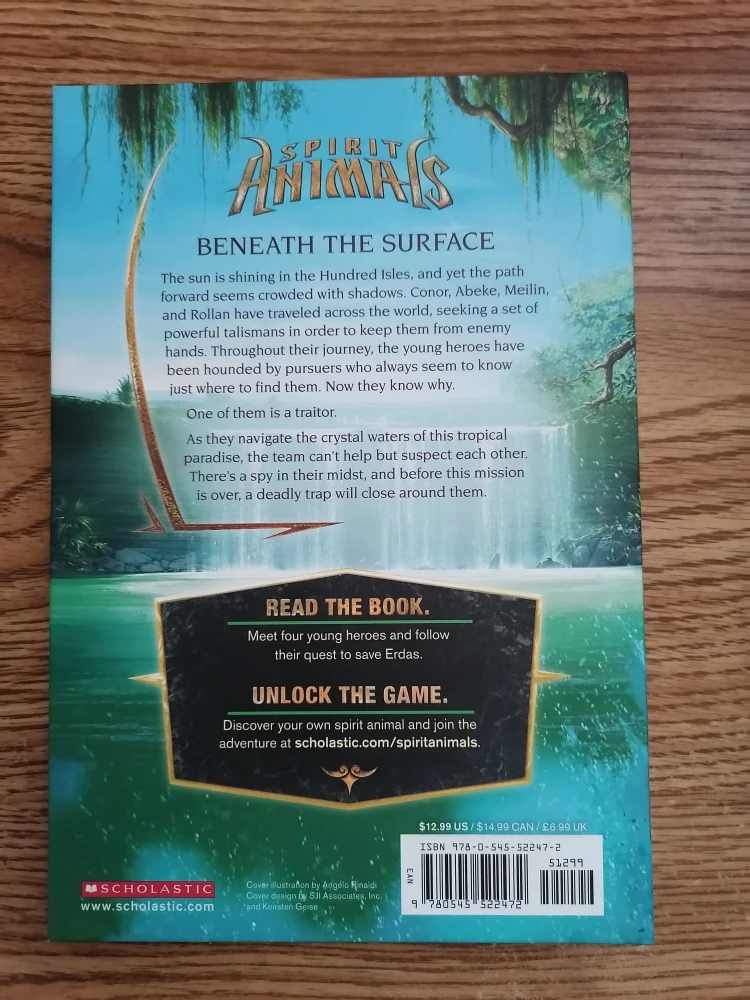 SPIRIT
ANIMALS
BENEATH THE SURFACE
The sun is shining in the Hundred Isles, and yet the path
forward seems crowded with shadows. Conor, Abeke, Meilin,
and Rollan have traveled across the world, seeking a set of
powerful talismans in order to keep them from enemy
hands. Throughout their journey, the young heroes have
been hounded by pursuers who always seem to know
just where to find them. Now they know why.
One of them is a traitor.
As they navigate the crystal waters of this tropical
paradise, the team can't help but suspect each other.
There's a spy in their midst, and before this mission
is over, a deadly trap will close around them.
READ THE BOOK.
Meet four young heroes and follow
their quest to save Erdas.
UNLOCK THE GAME.
Discover your own spirit animal and join the
adventure at scholastic.com/spiritanimals.
$12.99 US / $14.99 CAN / £6.99 UK
ISBN 978-0-545-52247-2
51299
EAN
9 780545 522472
SCHOLASTIC
www.scholastic.com
Cover illustration by Angelo Rinaldi
Cover design by SJI Associates, Inc.
and Keirsten Geise